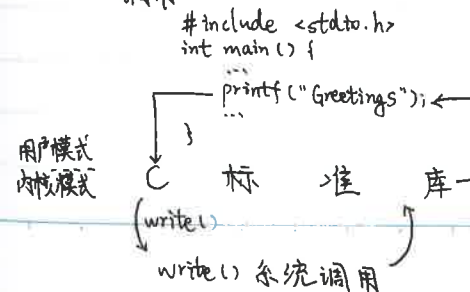 #include <stdio.h>
int main() {
...
printf("Greetings");
...
}
用户模式
内核模式
C 标准库
write()
write() 系统调用